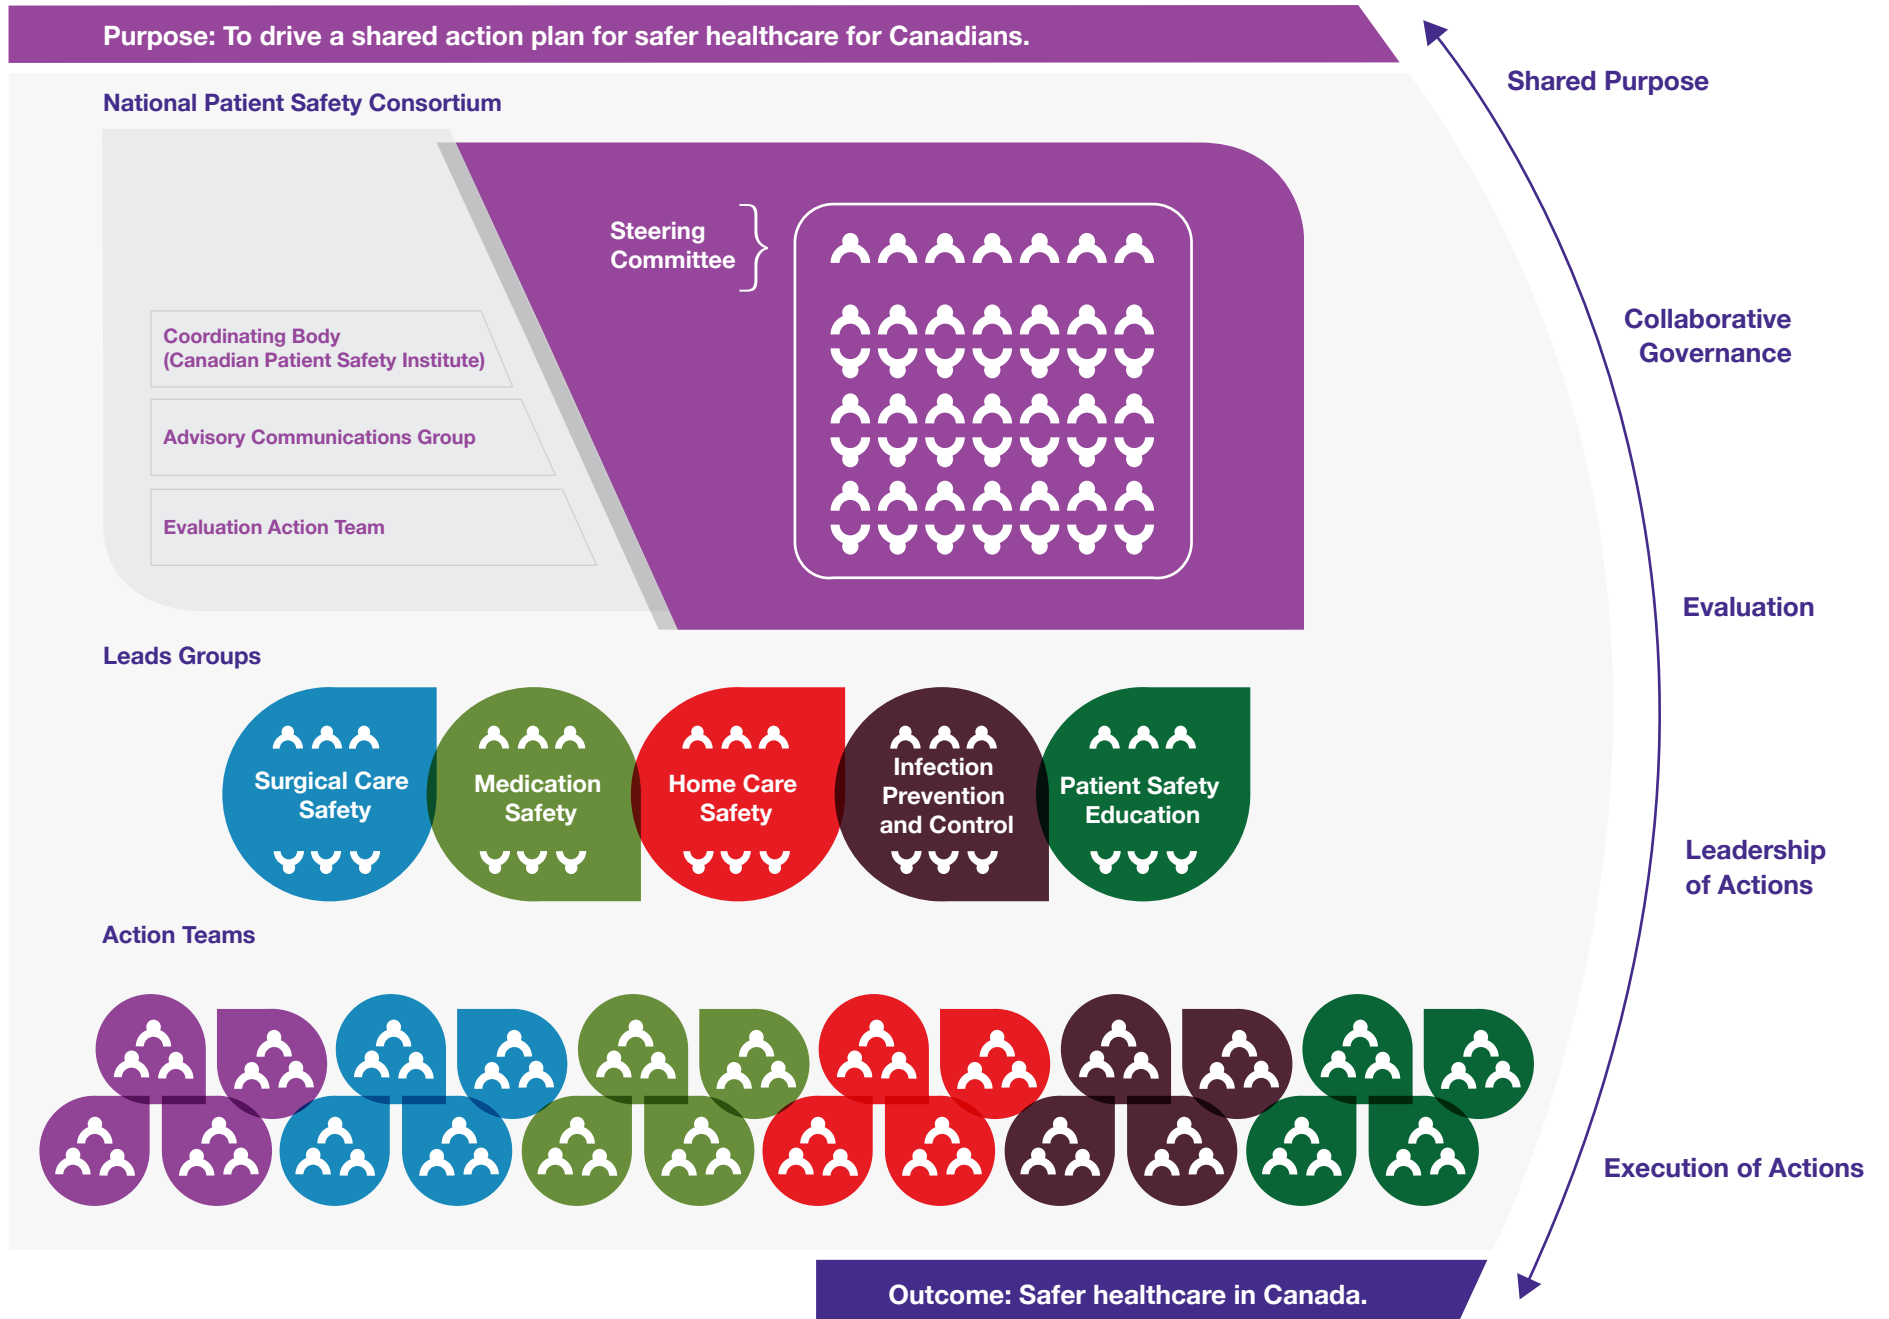 Purpose: To drive a shared action plan for safer healthcare for Canadians.
Shared Purpose
National Patient Safety Consortium
Steering
Committee
Coordinating Body
(Canadian Patient Safety Institute)
Advisory Communications Group
Evaluation Action Team
Collaborative
Governance
Evaluation
Leads Groups
Surgical Care
Safety
Medication
Safety
Home Care
Safety
Infection
Prevention
and Control
Patient Safety
Education
Leadership
of Actions
Action Teams
Execution of Actions
Outcome: Safer healthcare in Canada.